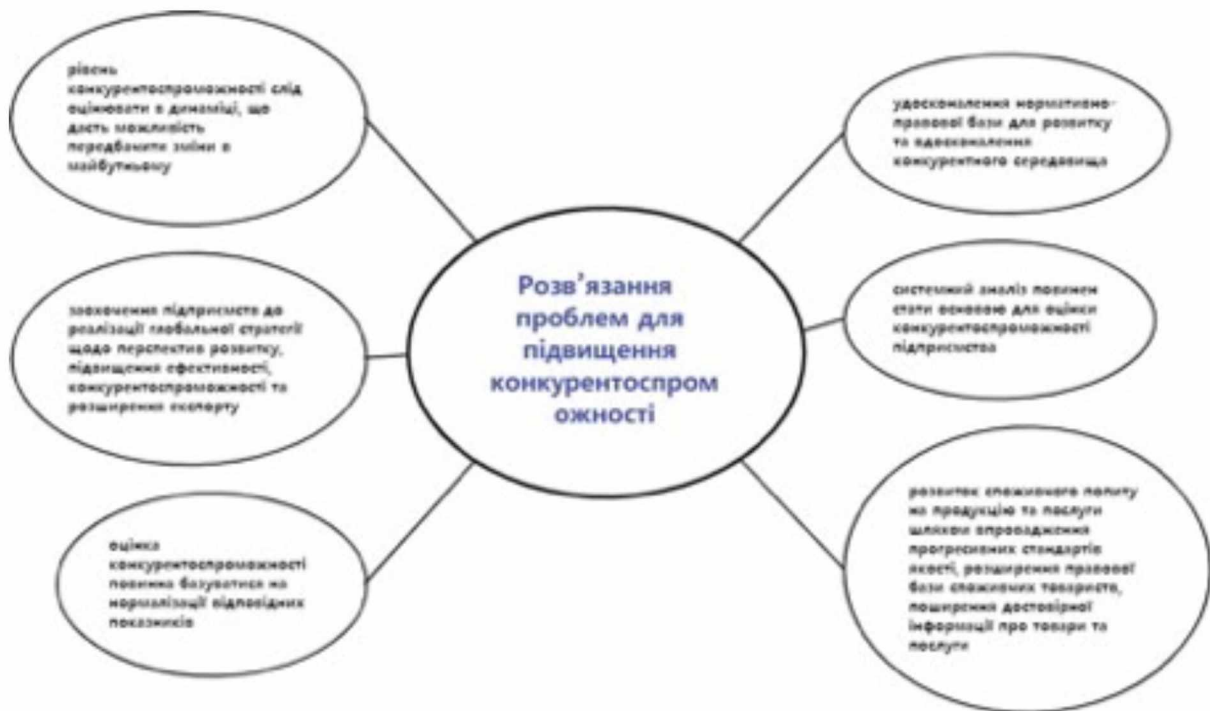 рівень
конкурентоспроможності слід
оцінювати в динаміці, що
дасть можливість
передбачити зміни в
майбутньому
заохочення підприємств до
реалізації глобальної стратегії
щодо перспектив розвитку,
підвищення ефективності,
конкурентоспроможності та
розширення експорту
оцінка
конкурентоспроможності
повинна базуватися на
нормалізації відповідних
показників
Розв’язання
проблем для
підвищення
конкурентоспром
ожності
удосконалення нормативно-
правової бази для розвитку
та вдосконалення
конкурентного середовища
системний аналіз повинен
стати основою для оцінки
конкурентоспроможності
підприємства
розвиток споживчого попиту
на продукцію та послуги
шляхом впровадження
прогресивних стандартів
якості, розширення правової
бази споживчих товариств,
поширення достовірної
інформації про товари та
послуги